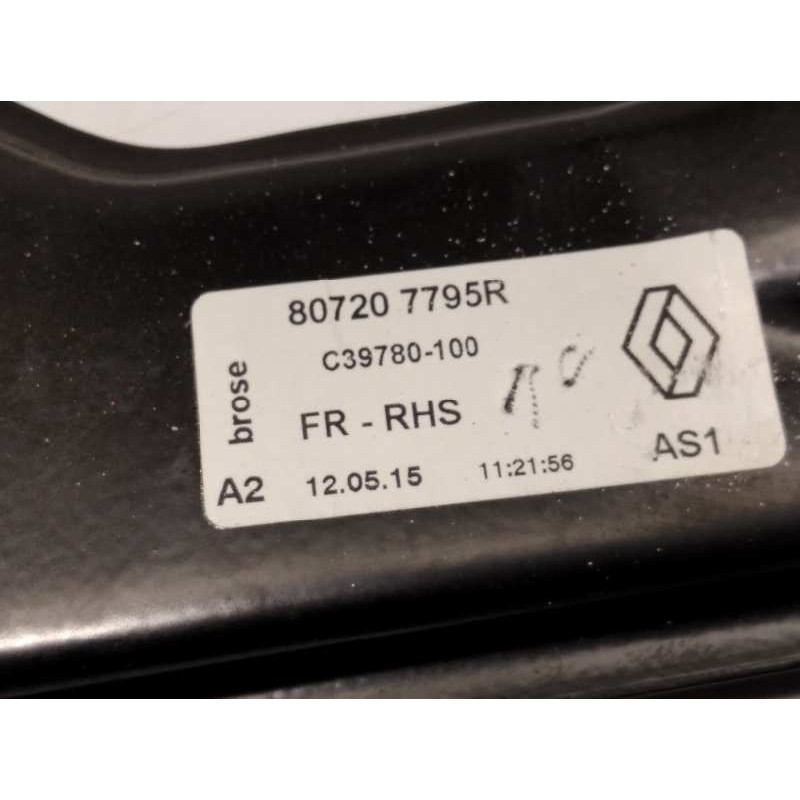 80720 7795R
C39780-100
brose
FR - RHS
A2 12.05.15 11:21:56
AS1